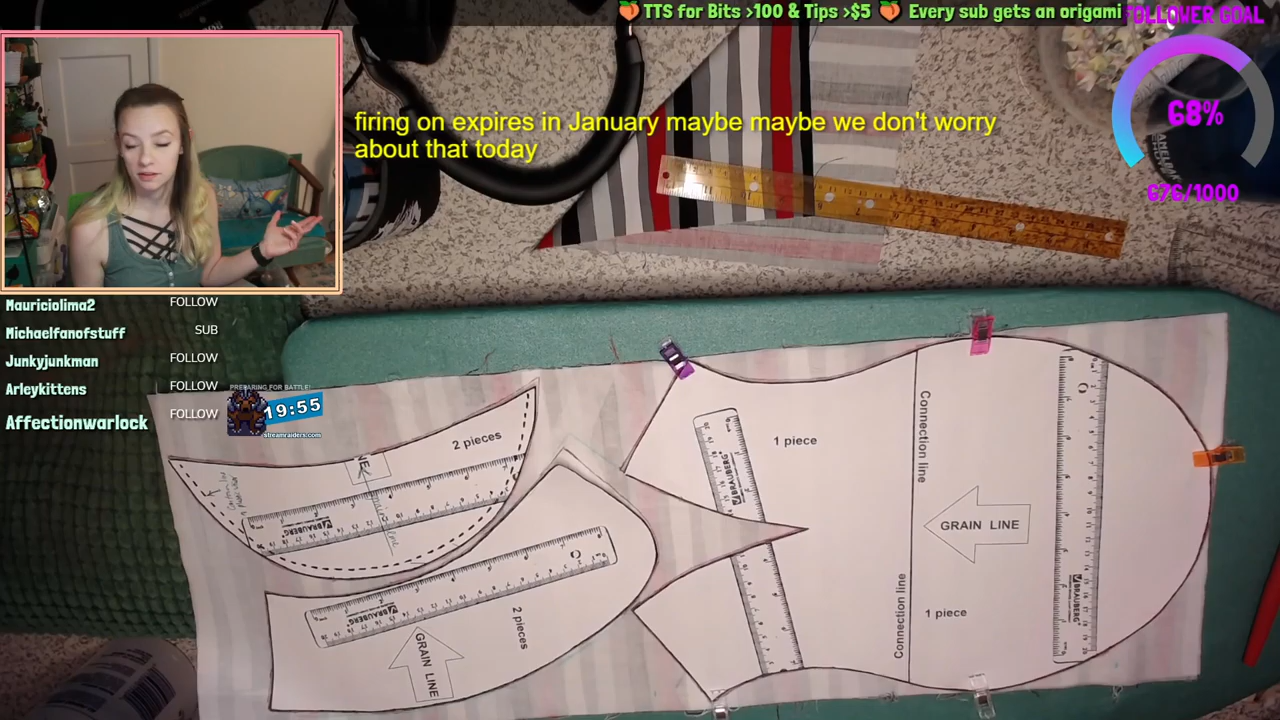 TTS for Bits >100 & Tips >$5 Every sub gets an origami
FOLLOVER GOAL
68%
676/1000
firing on expires in January maybe maybe we don't worry
about that today
Mauriciolima2 FOLLOW
Michaelfanofstuff SUB
Junkyjunkman FOLLOW
Arleykittens FOLLOW
Affectionwarlock FOLLOW
PREPARING FOR BATTLE!
19:55
streamraiders.com
2 pieces
BRAUBERG
2 pieces
BRAUBERG
GRAIN LINE
1 piece
BRAUBERG
Connection line
Connection line
GRAIN LINE
1 piece
BRAUBERG